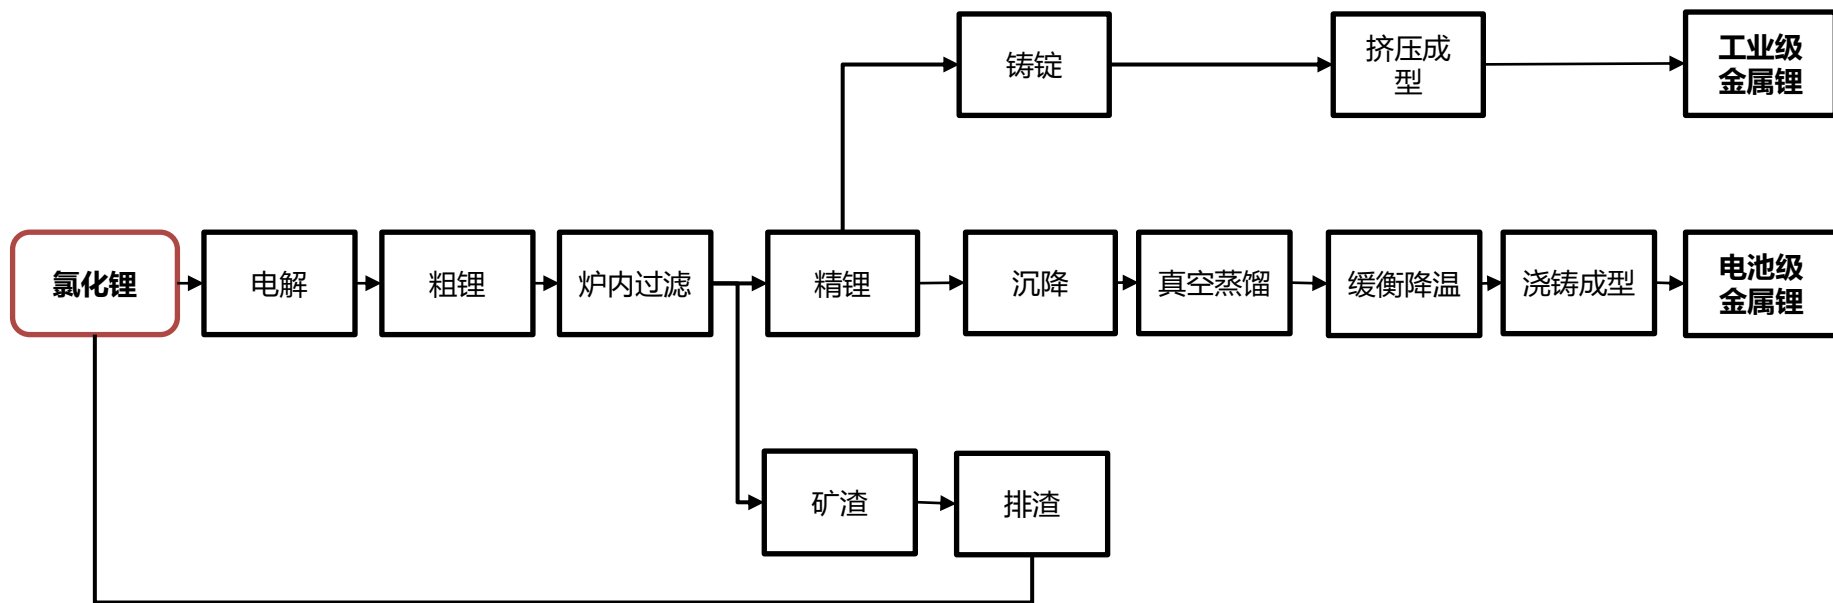 铸锭
挤压成
型
工业级
金属锂
氯化锂
电解
粗锂
炉内过滤
精锂
沉降
真空蒸馏
缓衡降温
浇铸成型
电池级
金属锂
矿渣
排渣